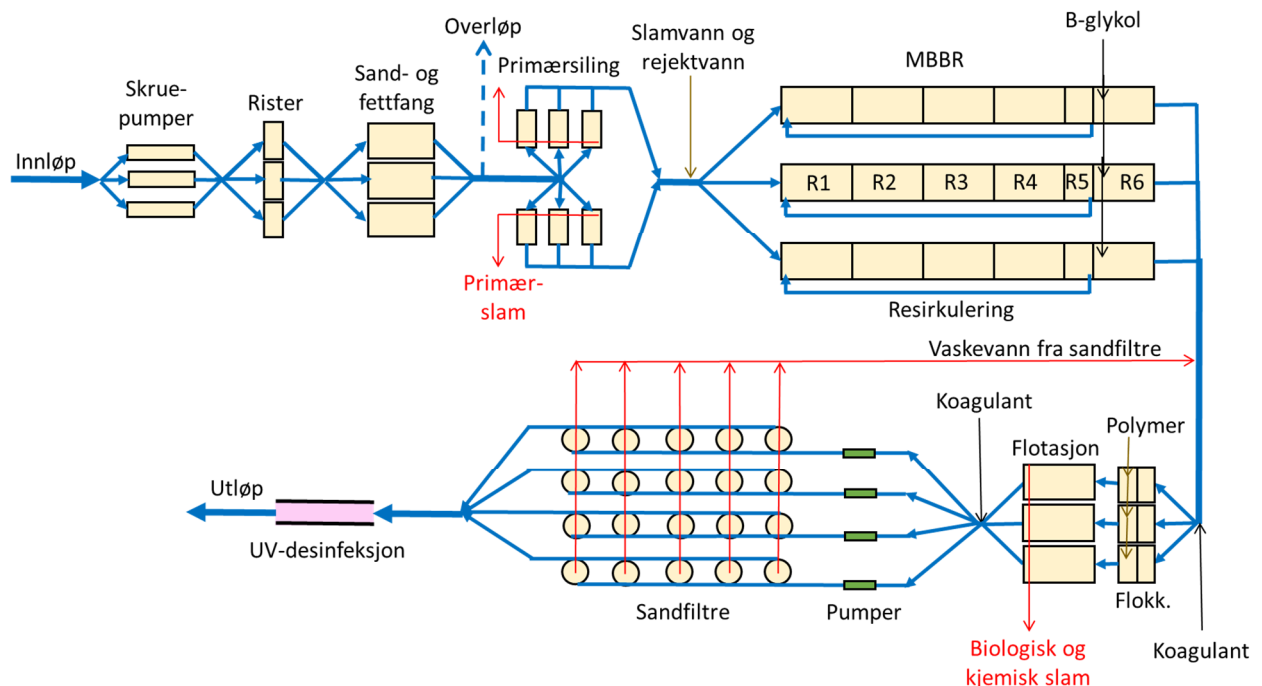 Overløp
B-glykol
Slamvann og
rejektvann
MBBR
Primærsiling
Sand- og
fettfang
Skrue-
pumper
Rister
Innløp
R1
R2
R3
R4
R5
R6
Primær-
slam
Resirkulering
Vaskevann fra sandfiltre
Koagulant
Polymer
Flotasjon
Utløp
UV-desinfeksjon
Sandfiltre
Pumper
Flokk.
Biologisk og
kjemisk slam
Koagulant